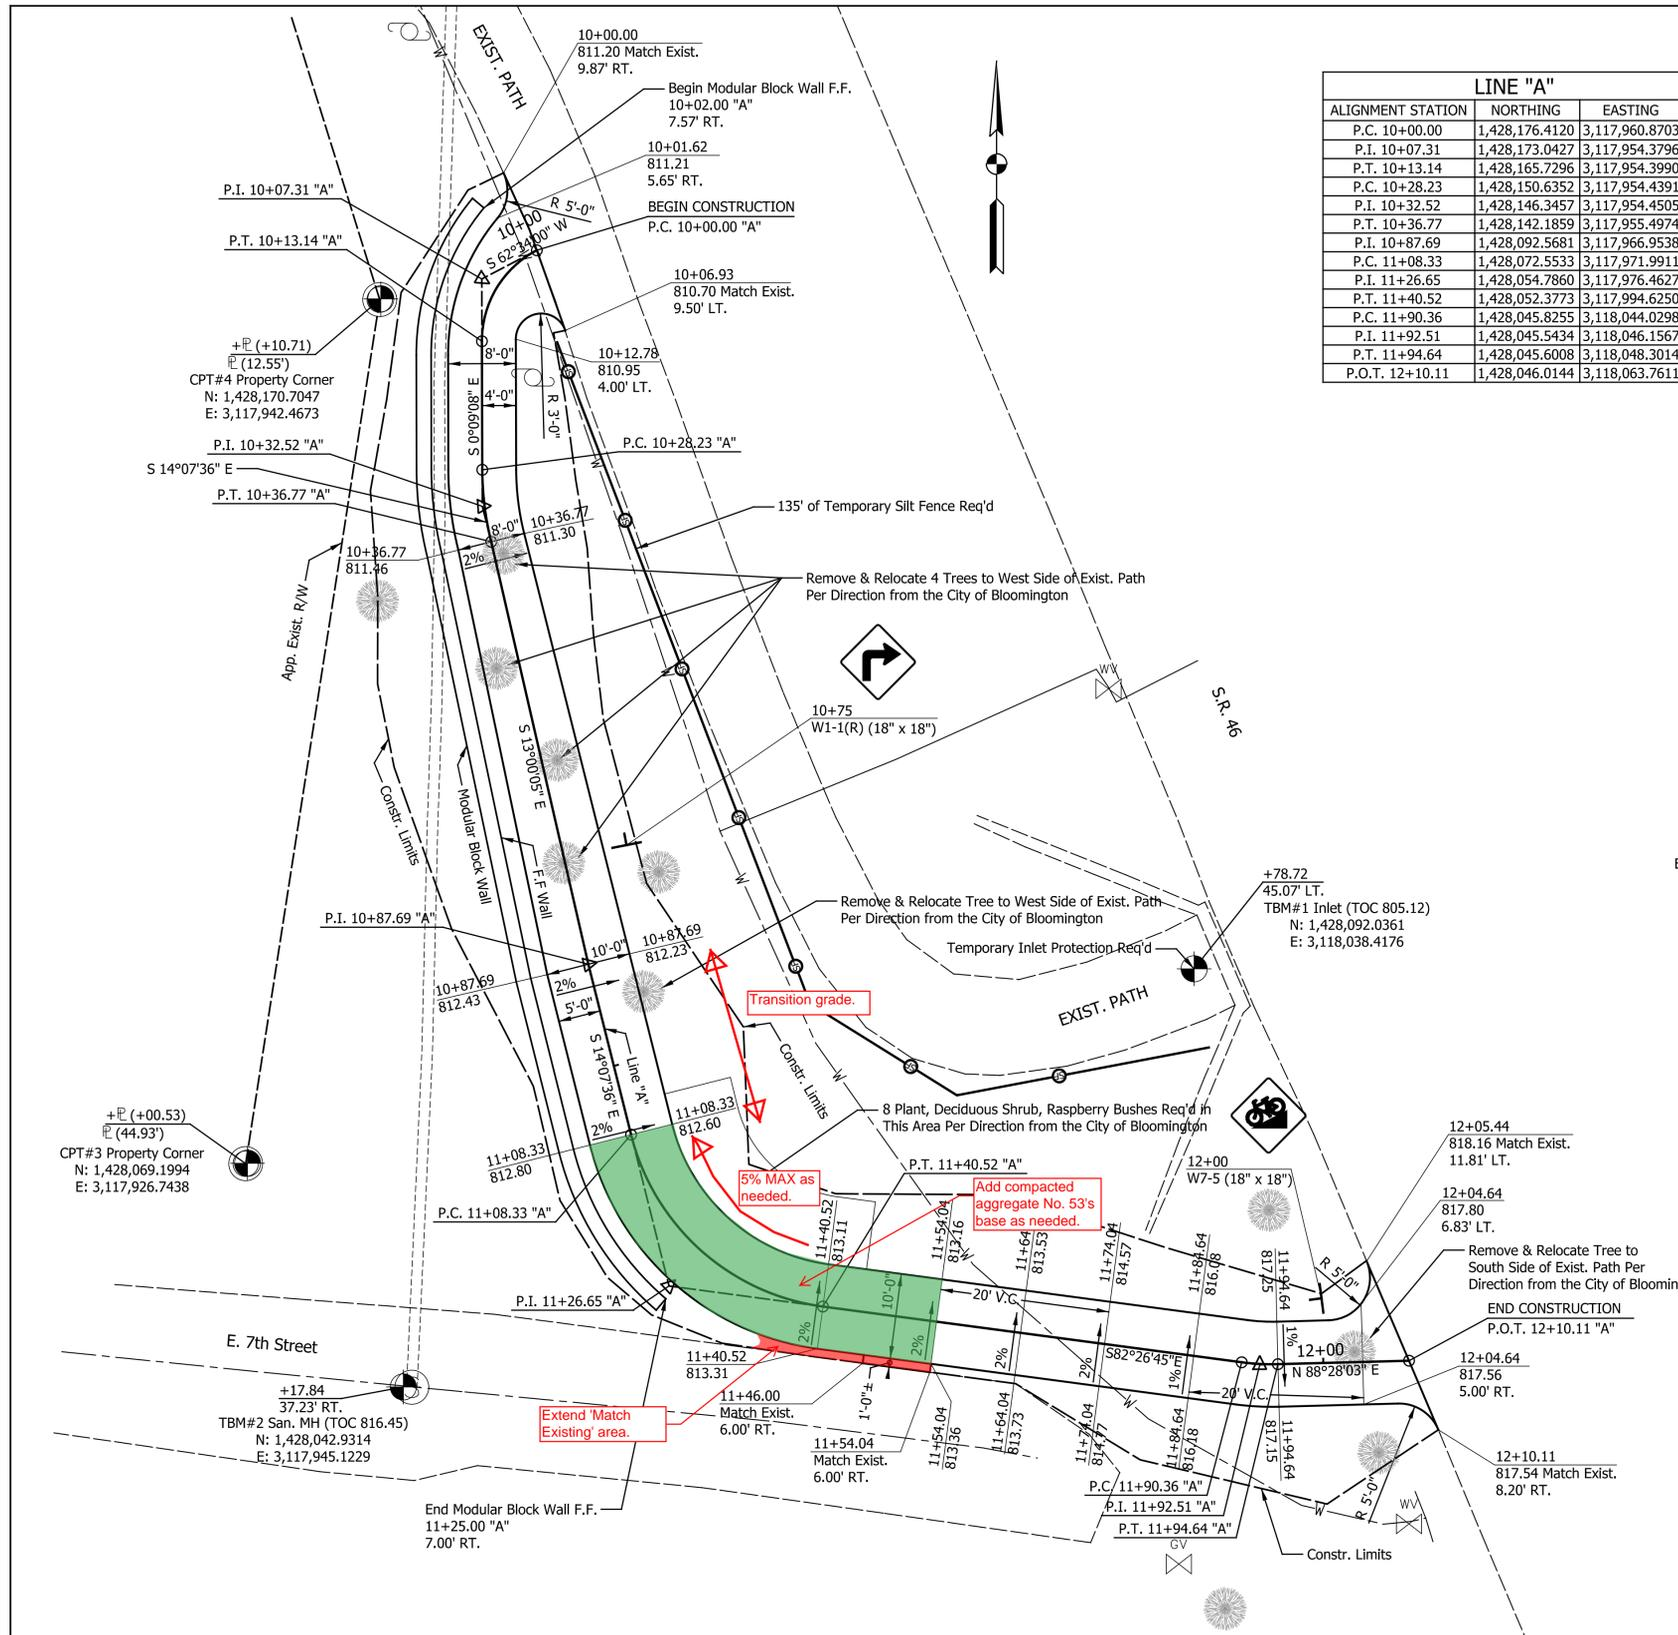 EXIST. PATH
W
10+00.00
811.20 Match Exist.
9.87' RT.
Begin Modular Block Wall F.F.
10+02.00 "A"
7.57' RT.
10+01.62
811.21
5.65' RT.
BEGIN CONSTRUCTION
P.C. 10+00.00 "A"
R 5'-0"
10+00
S 62°34'00" W
10+06.93
810.70 Match Exist.
9.50' LT.
LINE "A"
ALIGNMENT STATION NORTHING EASTING
P.C. 10+00.00 1,428,176.4120 3,117,960.8703
P.I. 10+07.31 1,428,173.0427 3,117,954.3796
P.T. 10+13.14 1,428,165.7296 3,117,954.3990
P.C. 10+28.23 1,428,150.6352 3,117,954.4391
P.I. 10+32.52 1,428,146.3457 3,117,954.4505
P.T. 10+36.77 1,428,142.1859 3,117,955.4974
P.I. 10+87.69 1,428,092.5681 3,117,966.9538
P.C. 11+08.33 1,428,072.5533 3,117,971.9911
P.I. 11+26.65 1,428,054.7860 3,117,976.4627
P.T. 11+40.52 1,428,052.3773 3,117,994.6250
P.C. 11+90.36 1,428,045.8255 3,118,044.0298
P.I. 11+92.51 1,428,045.5434 3,118,046.1567
P.T. 11+94.64 1,428,045.6008 3,118,048.3014
P.O.T. 12+10.11 1,428,046.0144 3,118,063.7611
P.I. 10+07.31 "A"
P.T. 10+13.14 "A"
+℄ (+10.71)
℄ (12.55')
CPT#4 Property Corner
N: 1,428,170.7047
E: 3,117,942.4673
8'-0"
4'-0"
S 0°09'08" E
R 3'-0"
10+12.78
810.95
4.00' LT.
P.I. 10+32.52 "A"
S 14°07'36" E
P.T. 10+36.77 "A"
P.C. 10+28.23 "A"
W
135' of Temporary Silt Fence Req'd
8'-0"
10+36.77
811.30
2%
10+36.77
811.46
App. Exist. R/W
Remove & Relocate 4 Trees to West Side of Exist. Path
Per Direction from the City of Bloomington
W
10+75
W1-1(R) (18" x 18")
WV
S.R. 46
S 13°00'05" E
Constr. Limits
Modular Block Wall
F.F Wall
W
P.I. 10+87.69 "A"
10'-0"
10+87.69
812.23
10+87.69
812.43
2%
5'-0"
Remove & Relocate Tree to West Side of Exist. Path
Per Direction from the City of Bloomington
Temporary Inlet Protection Req'd
+78.72
45.07' LT.
TBM#1 Inlet (TOC 805.12)
N: 1,428,092.0361
E: 3,118,038.4176
Transition grade.
EXIST. PATH
S 14°07'36" E
Line "A"
Constr. Limits
W
+℄ (+00.53)
℄ (44.93')
CPT#3 Property Corner
N: 1,428,069.1994
E: 3,117,926.7438
2%
11+08.33
812.60
11+08.33
812.80
P.C. 11+08.33 "A"
8 Plant, Deciduous Shrub, Raspberry Bushes Req'd in
This Area Per Direction from the City of Bloomington
5% MAX as
needed.
P.T. 11+40.52 "A"
Add compacted
aggregate No. 53's
base as needed.
12+00
W7-5 (18" x 18")
12+05.44
818.16 Match Exist.
11.81' LT.
12+04.64
817.80
6.83' LT.
Remove & Relocate Tree to
South Side of Exist. Path Per
Direction from the City of Bloomin
END CONSTRUCTION
P.O.T. 12+10.11 "A"
12+04.64
817.56
5.00' RT.
12+10.11
817.54 Match Exist.
8.20' RT.
11+40.52
813.11
11+54.04
813.16
W
11+64
813.53
11+74.04
814.57
11+84.64
816.08
11+94.64
817.25
R 5'-0"
P.I. 11+26.65 "A"
2%
10'-0"
2%
20' V.C.
2%
2%
S82°26'45"E
1%
1%
12+00
N 88°28'03" E
20' V.C.
W
E. 7th Street
11+40.52
813.31
11+46.00
Match Exist.
6.00' RT.
1'-0"±
11+54.04
Match Exist.
6.00' RT.
11+54.04
813.36
11+64.04
813.73
11+74.04
814.77
11+84.64
816.18
11+94.64
817.15
Extend 'Match
Existing' area.
+17.84
37.23' RT.
TBM#2 San. MH (TOC 816.45)
N: 1,428,042.9314
E: 3,117,945.1229
End Modular Block Wall F.F.
11+25.00 "A"
7.00' RT.
P.C. 11+90.36 "A"
P.I. 11+92.51 "A"
P.T. 11+94.64 "A"
R 5'-0"
W
WV
GV
Constr. Limits